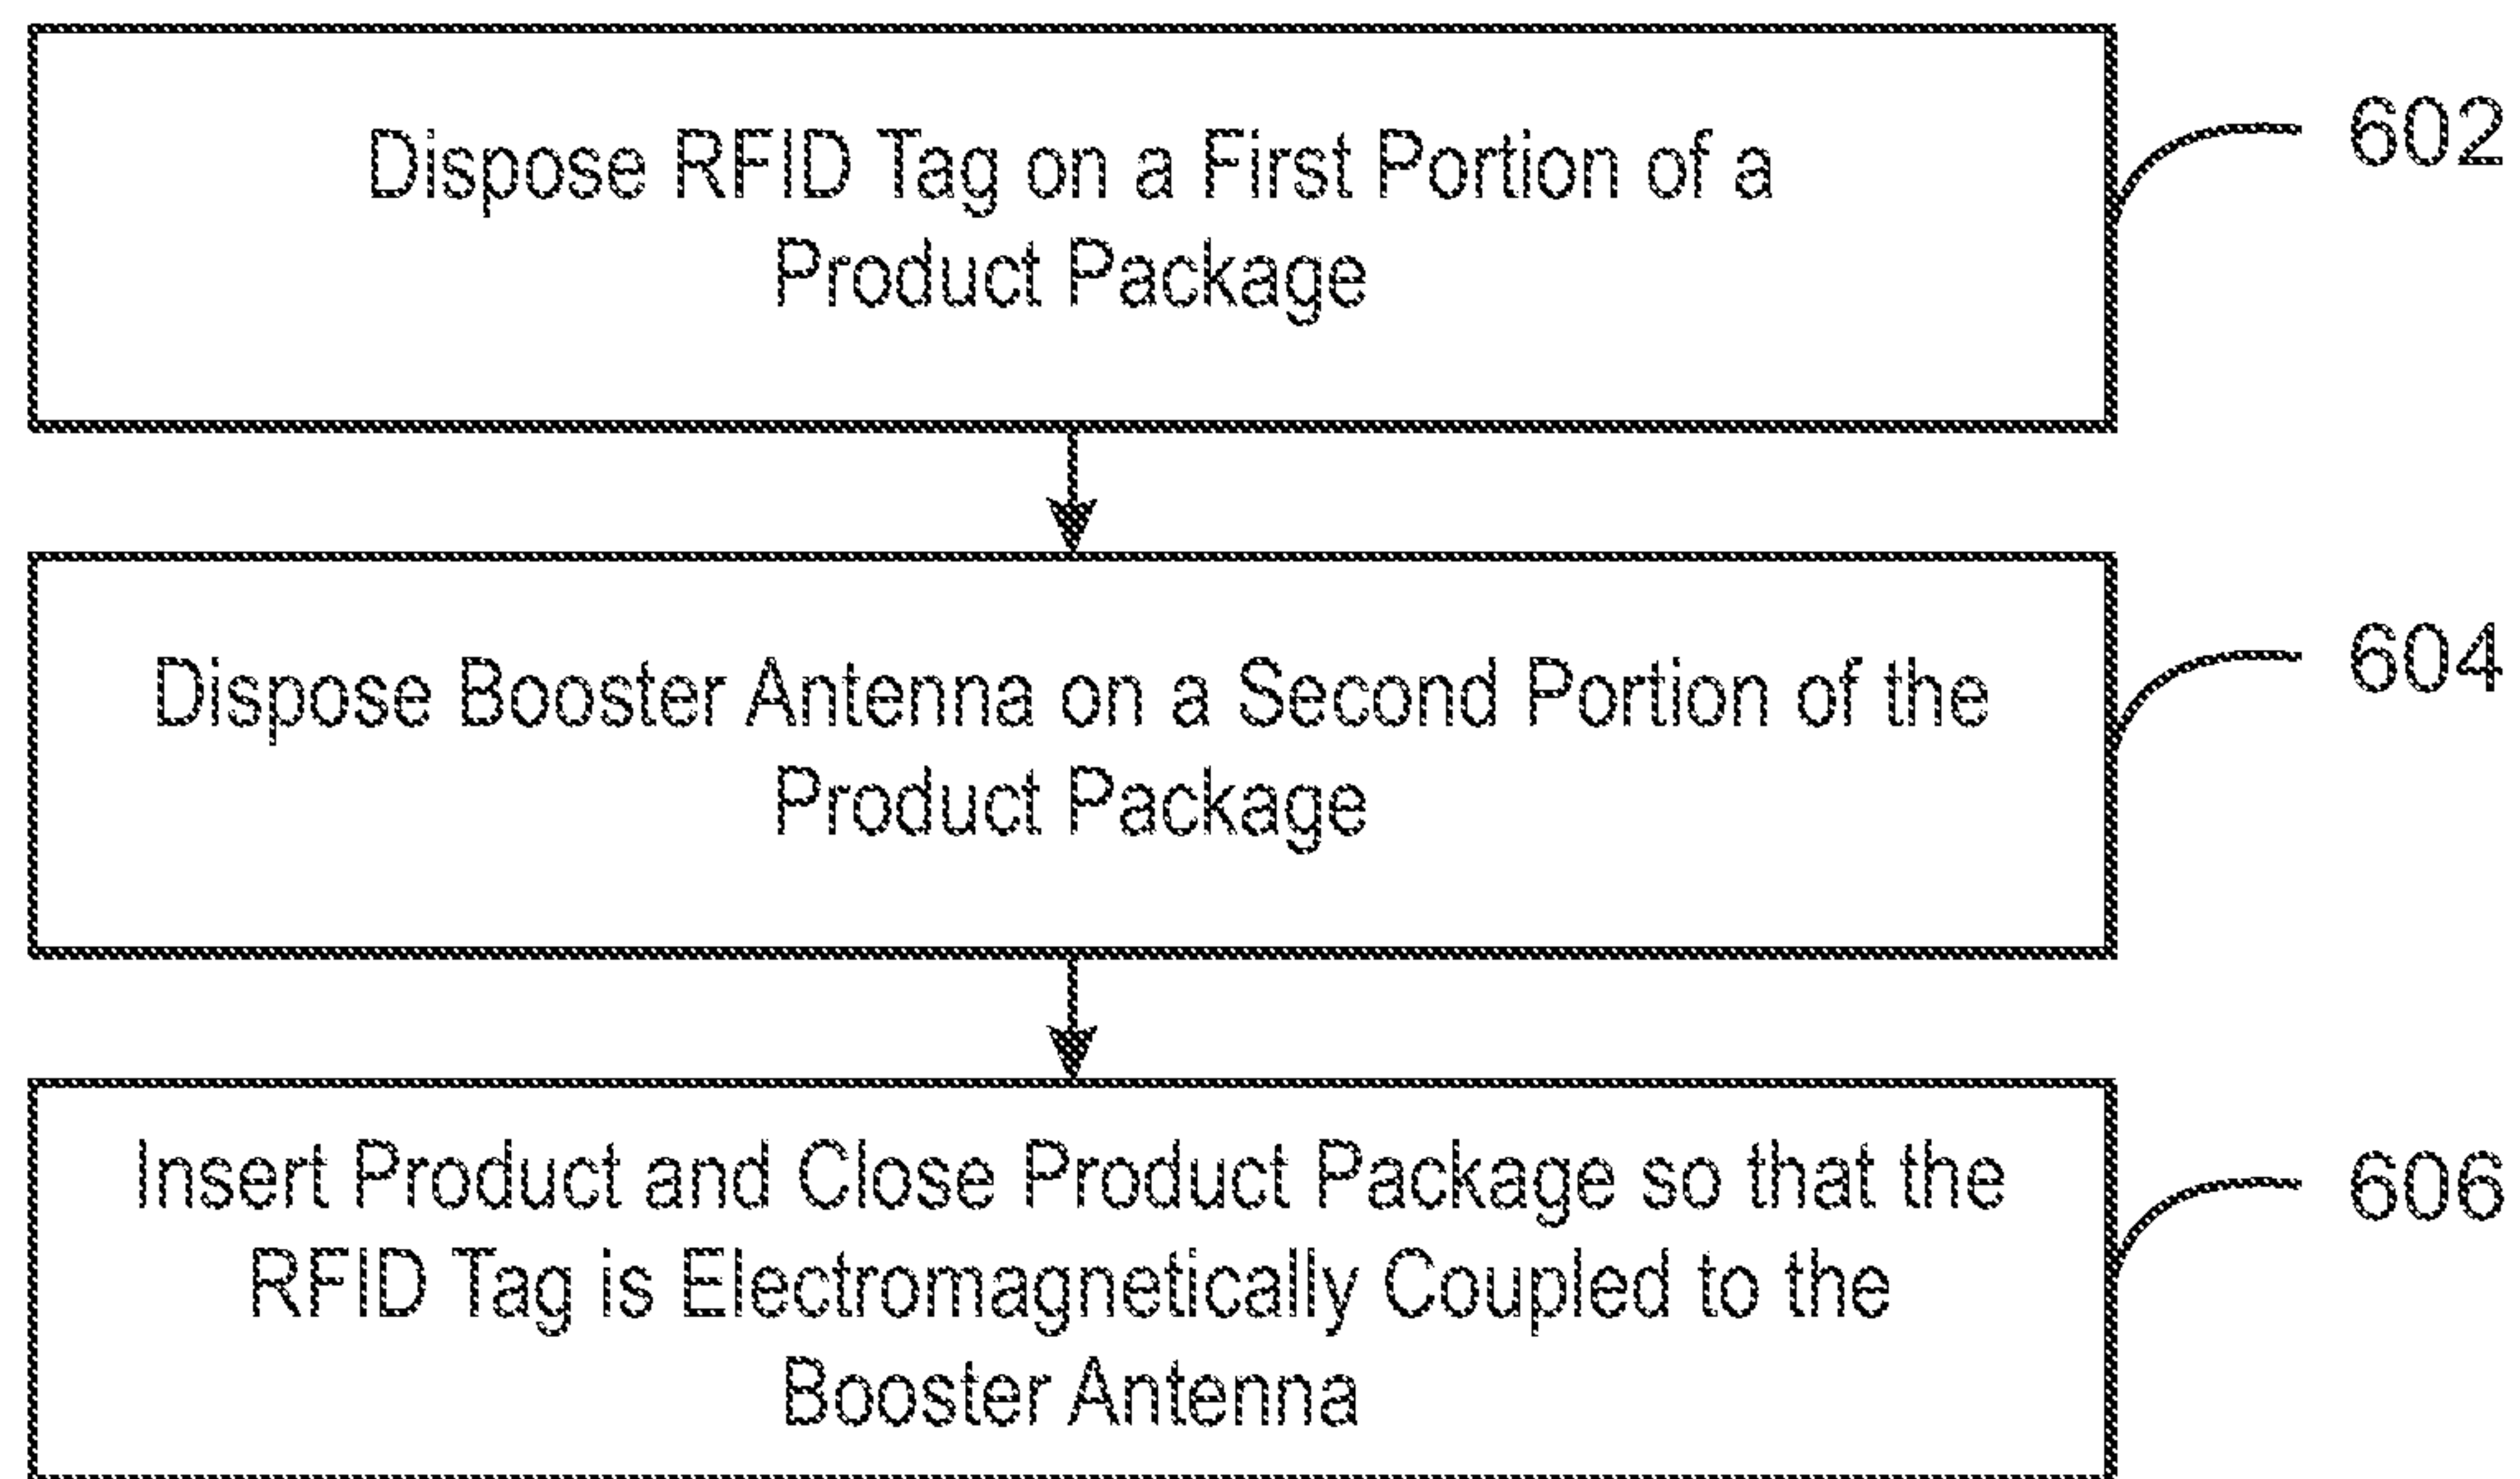 Dispose RFID Tag on a First Portion of a
Product Package
602
Dispose Booster Antenna on a Second Portion of the
Product Package
604
Insert Product and Close Product Package so that the
RFID Tag is Electromagnetically Coupled to the
Booster Antenna
606